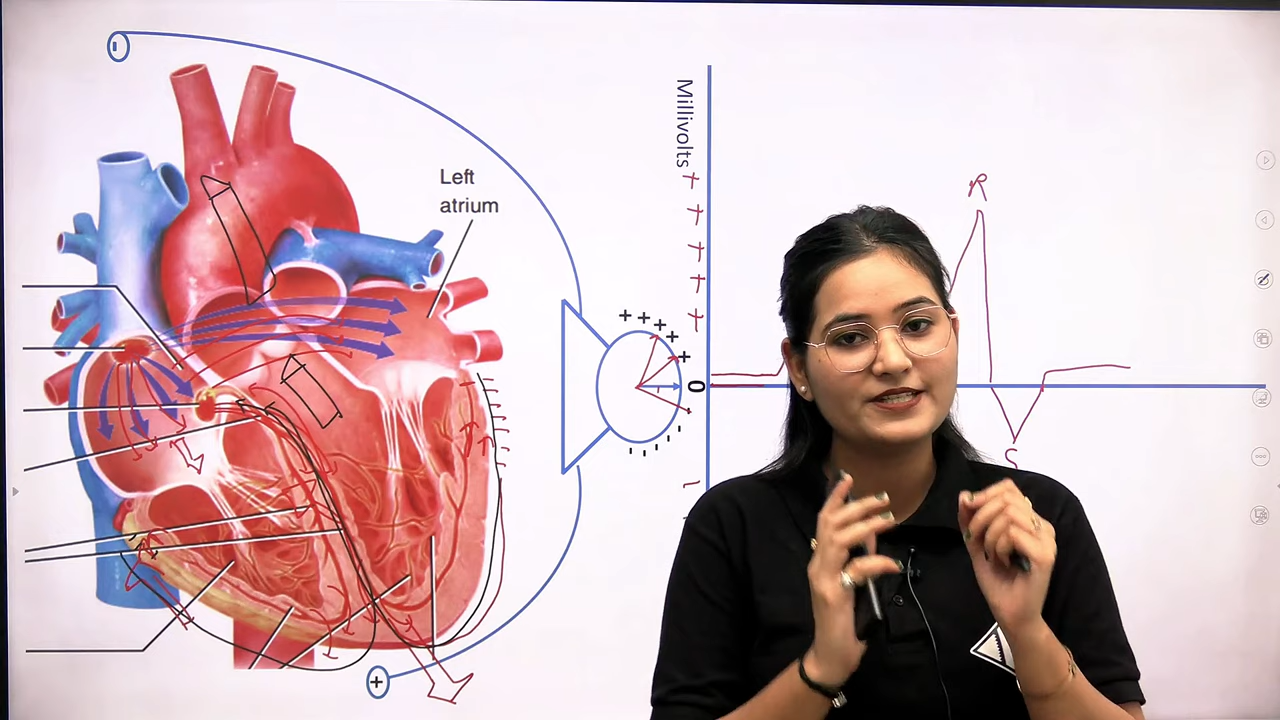 Left
atrium
Millivolts
+ + + + +
+ + + + +
0
- - - - -
R
S
+